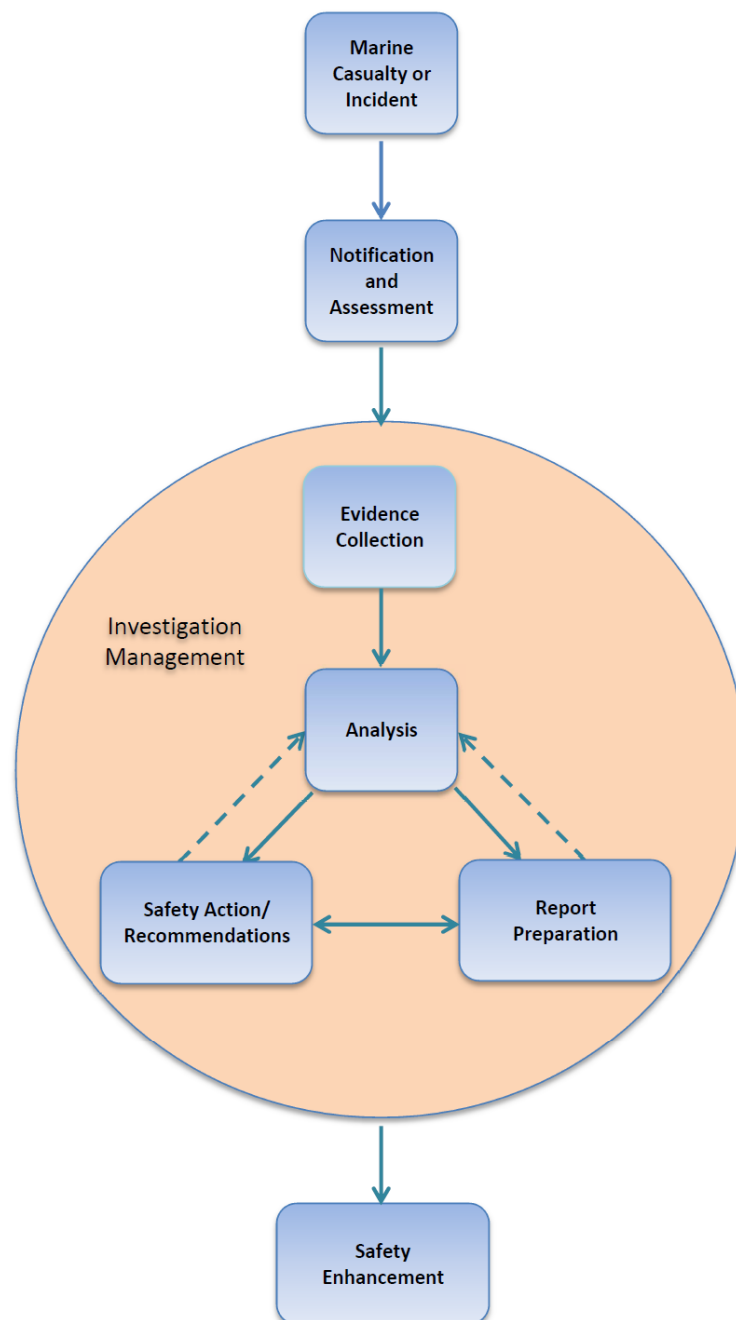 Marine
Casualty or
Incident
Notification
and
Assessment
Evidence
Collection
Investigation
Management
Analysis
Safety Action/
Recommendations
Report
Preparation
Safety
Enhancement